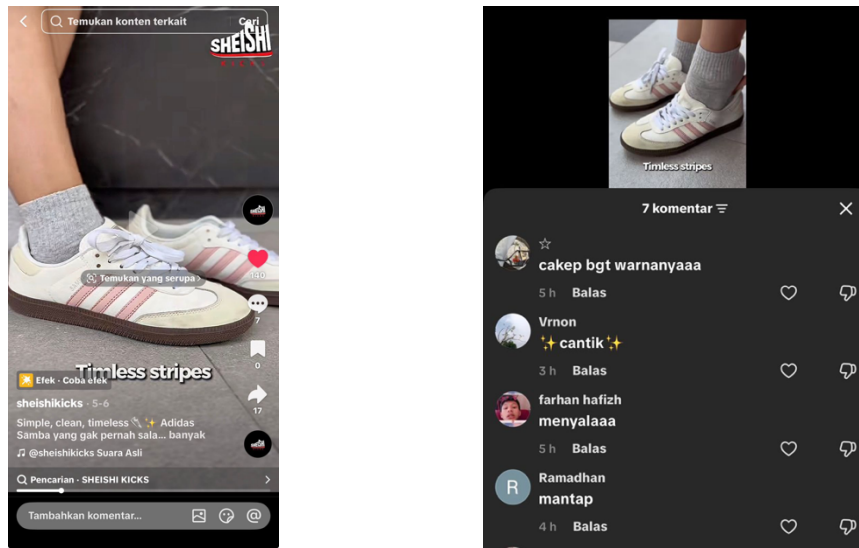 Temukan konten terkait
Cari
SHEISHI
KICKS
Temukan yang serupa >
140
7
0
17
Timless stripes
Efek · Coba efek
sheishikicks · 5-6
Simple, clean, timeless Adidas
Samba yang gak pernah sala... banyak
@sheishikicks Suara Asli
Pencarian · SHEISHI KICKS
Tambahkan komentar...
Timless stripes
7 komentar
☆
cakep bgt warnanyaaa
5 h Balas
Vrnon
✨cantik✨
3 h Balas
farhan hafizh
menyalaaa
5 h Balas
R
Ramadhan
mantap
4 h Balas